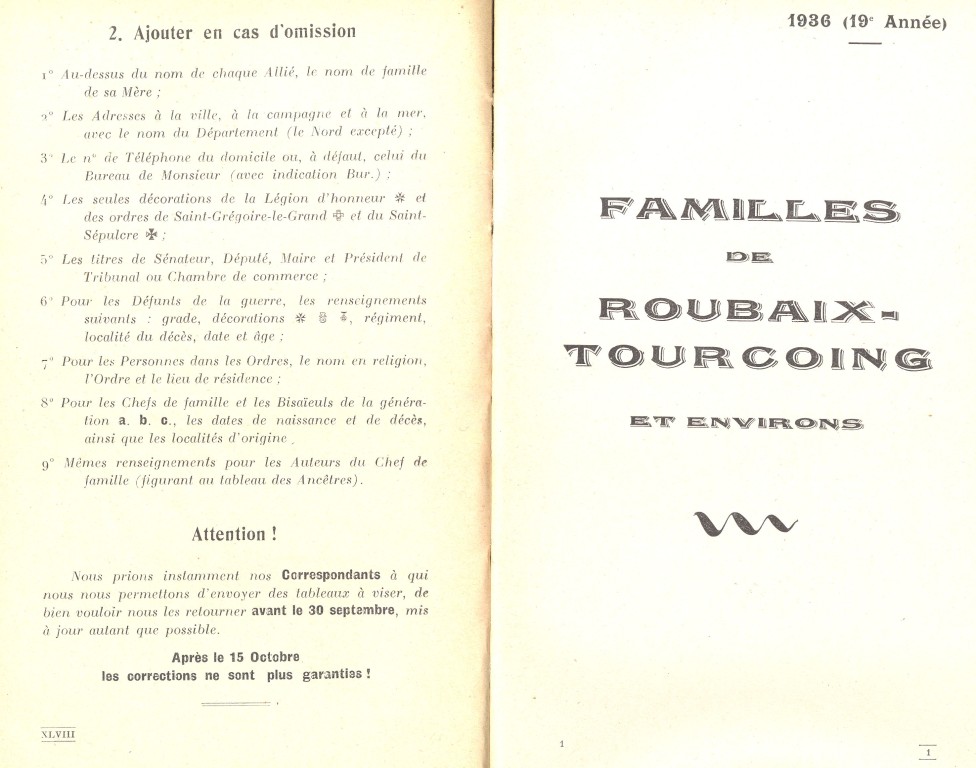 2. Ajouter en cas d'omission
1° Au-dessus du nom de chaque Allié, le nom de famille
de sa Mère ;
2° Les Adresses à la ville, à la campagne et à la mer,
avec le nom du Département (le Nord excepté) ;
3° Le n° de Téléphone du domicile ou, à défaut, celui du
Bureau de Monsieur (avec indication Bur.) ;
4° Les seules décorations de la Légion d'honneur ✻ et
des ordres de Saint-Grégoire-le-Grand ✠ et du Saint-
Sépulcre ✠ ;
5° Les titres de Sénateur, Député, Maire et Président de
Tribunal ou Chambre de commerce ;
6° Pour les Défunts de la guerre, les renseignements
suivants : grade, décorations ✻, régiment,
localité du décès, date et âge ;
7° Pour les Personnes dans les Ordres, le nom en religion,
l'Ordre et le lieu de résidence ;
8° Pour les Chefs de famille et les Bisaïeuls de la généra-
tion a. b. c., les dates de naissance et de décès,
ainsi que les localités d'origine .
9° Mêmes renseignements pour les Auteurs du Chef de
famille (figurant au tableau des Ancêtres).
Attention !
Nous prions instamment nos Correspondants à qui
nous nous permettons d'envoyer des tableaux à viser, de
bien vouloir nous les retourner avant le 30 septembre, mis
à jour autant que possible.
Après le 15 Octobre
les corrections ne sont plus garanties !
XLVIII
1936 (19e Année)
FAMILLES
DE
ROUBAIX-
TOURCOING
ET ENVIRONS
1
1